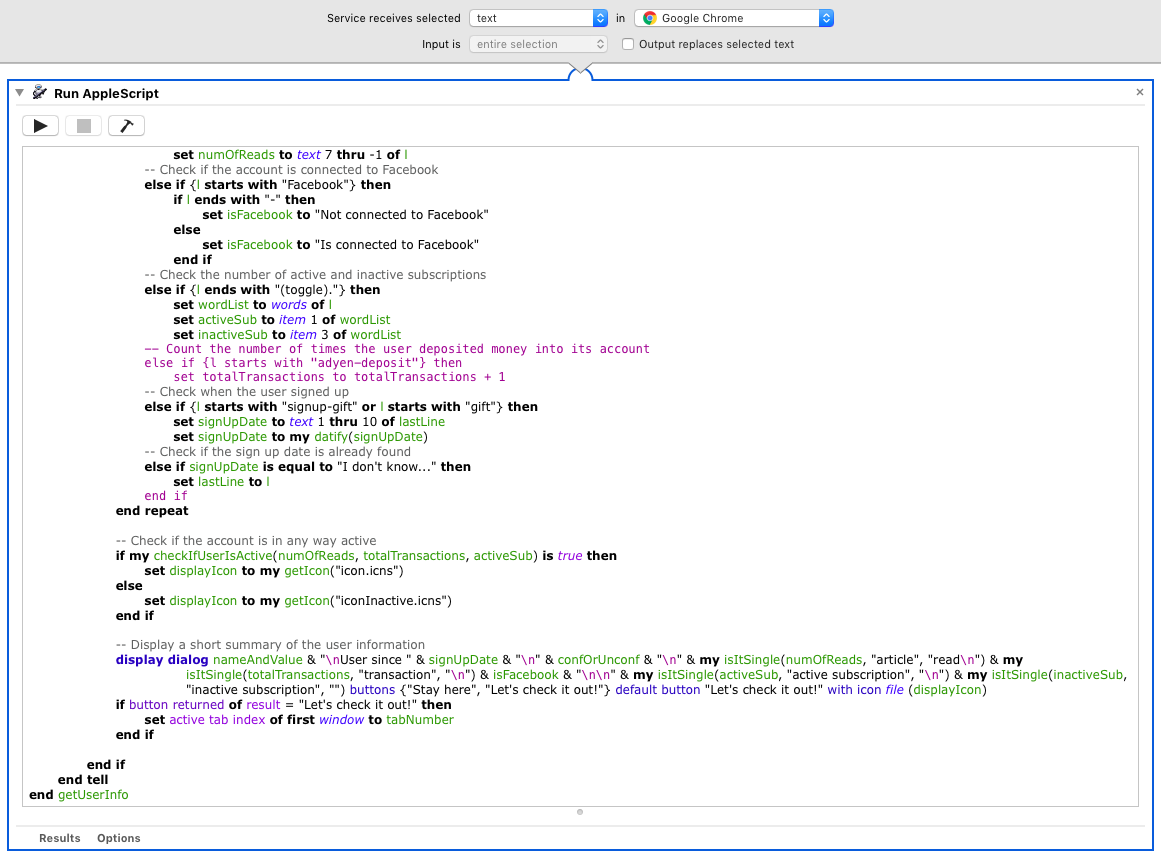 Service receives selected text in Google Chrome
Input is entire selection Output replaces selected text
Run AppleScript
set numOfReads to text 7 thru -1 of l
-- Check if the account is connected to Facebook
else if {l starts with "Facebook"} then
if l ends with "-" then
set isFacebook to "Not connected to Facebook"
else
set isFacebook to "Is connected to Facebook"
end if
-- Check the number of active and inactive subscriptions
else if {l ends with "(toggle)."} then
set wordList to words of l
set activeSub to item 1 of wordList
set inactiveSub to item 3 of wordList
-- Count the number of times the user deposited money into its account
else if {l starts with "adyen-deposit"} then
set totalTransactions to totalTransactions + 1
-- Check when the user signed up
else if {l starts with "signup-gift" or l starts with "gift"} then
set signUpDate to text 1 thru 10 of lastLine
set signUpDate to my datify(signUpDate)
-- Check if the sign up date is already found
else if signUpDate is equal to "I don't know..." then
set lastLine to l
end if
end repeat
-- Check if the account is in any way active
if my checkIfUserIsActive(numOfReads, totalTransactions, activeSub) is true then
set displayIcon to my getIcon("icon.icns")
else
set displayIcon to my getIcon("iconInactive.icns")
end if
-- Display a short summary of the user information
display dialog nameAndValue & "\nUser since " & signUpDate & "\n" & confOrUnconf & "\n" & my isItSingle(numOfReads, "article", "read\n") & my
isItSingle(totalTransactions, "transaction", "\n") & isFacebook & "\n\n" & my isItSingle(activeSub, "active subscription", "\n") & my isItSingle(inactiveSub,
"inactive subscription", "") buttons {"Stay here", "Let's check it out!"} default button "Let's check it out!" with icon file (displayIcon)
if button returned of result = "Let's check it out!" then
set active tab index of first window to tabNumber
end if
end if
end tell
end getUserInfo
Results Options